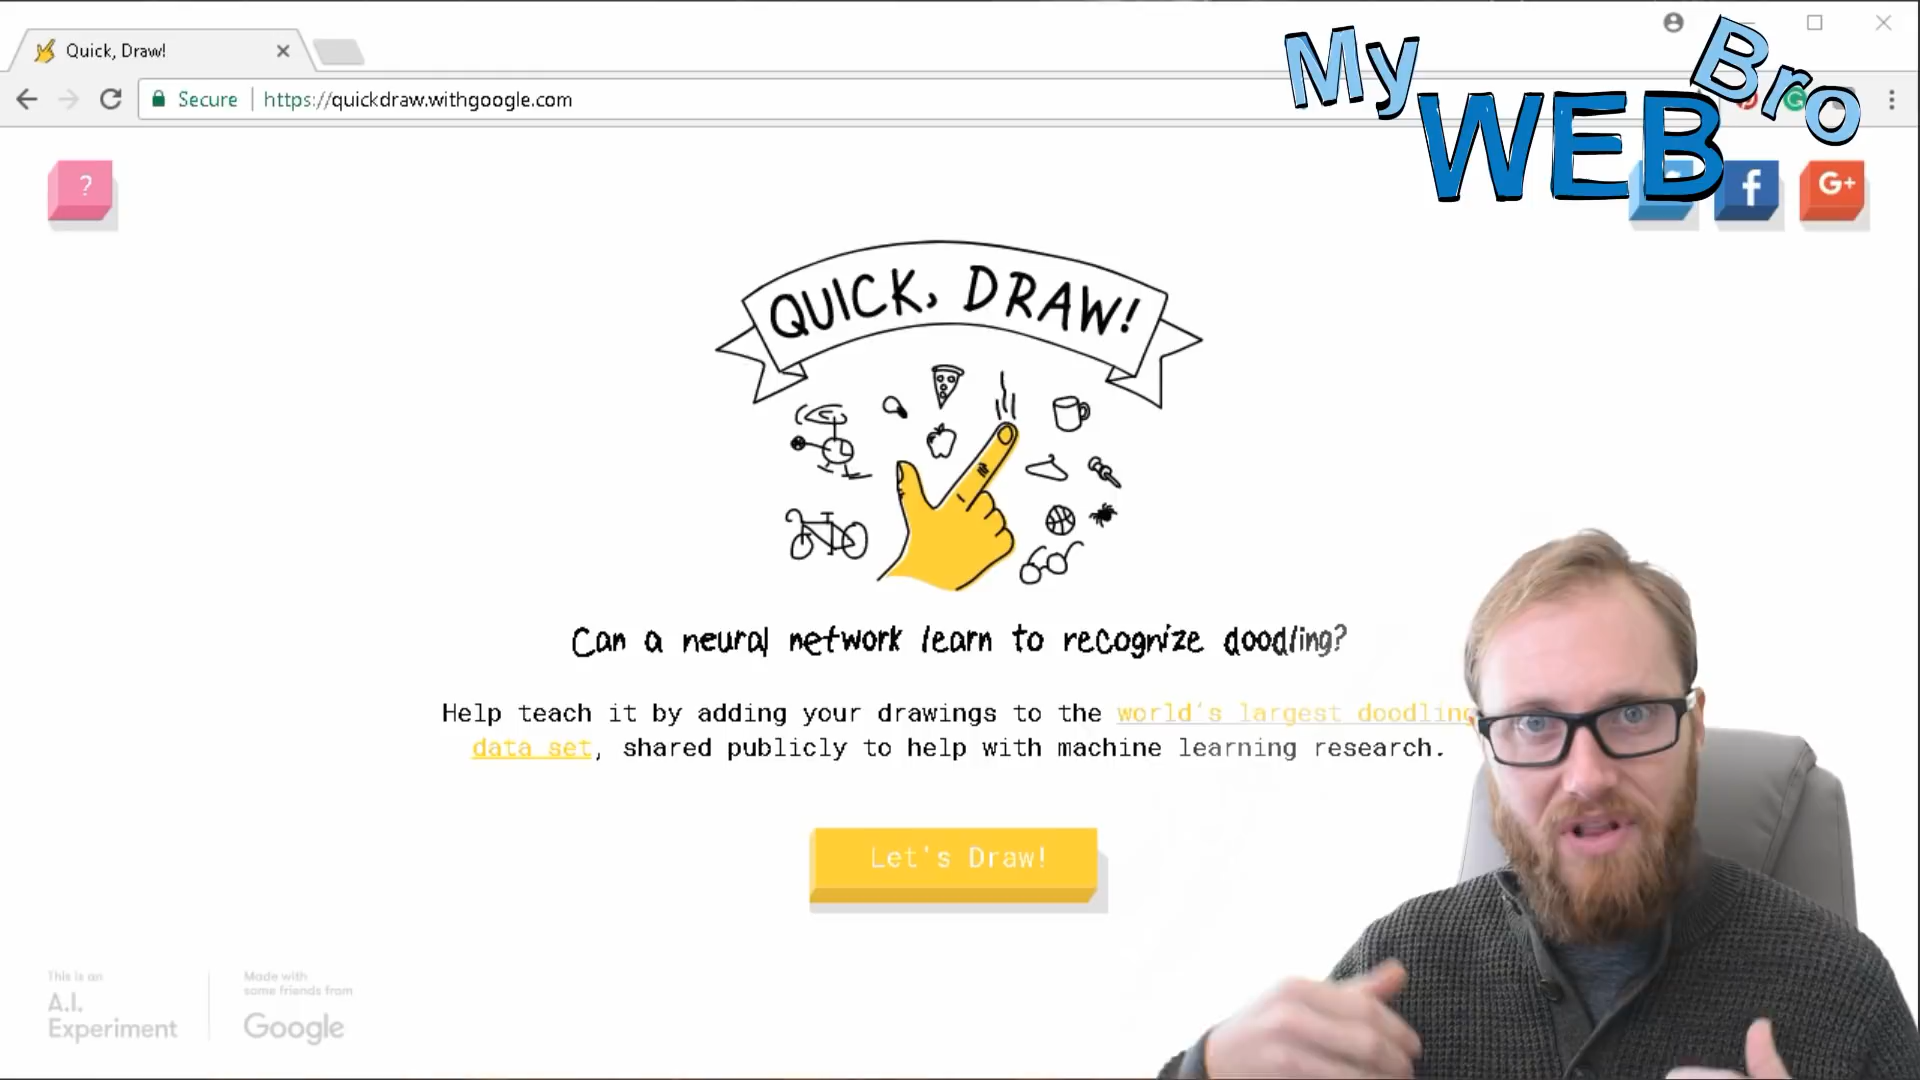 Quick, Draw!
My
WEB
Bro
Secure
https://quickdraw.withgoogle.com
?
f
G+
QUICK, DRAW!
Can a neural network learn to recognize doodling?
Help teach it by adding your drawings to the world's largest doodling
data set, shared publicly to help with machine learning research.
Let's Draw!
This is an
A.I.
Experiment
Made with
some friends from
Google